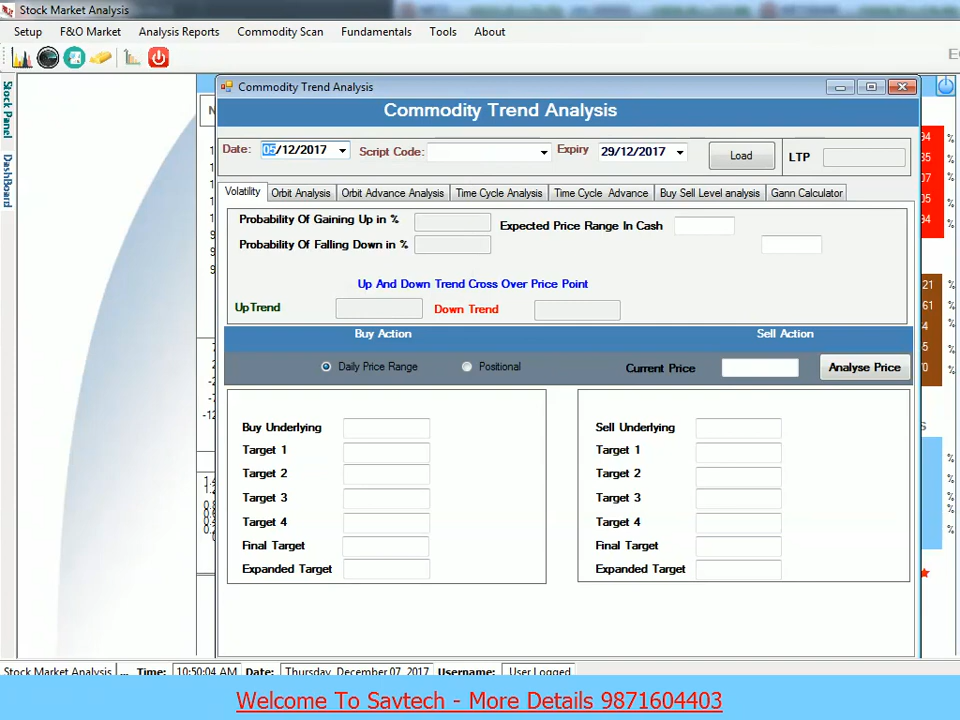 Stock Market Analysis
Setup F&O Market Analysis Reports Commodity Scan Fundamentals Tools About
Stock Panel
DashBoard
Commodity Trend Analysis
Commodity Trend Analysis
Date: 05/12/2017 Script Code: Expiry 29/12/2017 Load LTP
Volatility Orbit Analysis Orbit Advance Analysis Time Cycle Analysis Time Cycle Advance Buy Sell Level analysis Gann Calculator
Probability Of Gaining Up in % Expected Price Range In Cash
Probability Of Falling Down in %
Up And Down Trend Cross Over Price Point
UpTrend Down Trend
Buy Action Sell Action
Daily Price Range Positional Current Price Analyse Price
Buy Underlying Sell Underlying
Target 1 Target 1
Target 2 Target 2
Target 3 Target 3
Target 4 Target 4
Final Target Final Target
Expanded Target Expanded Target
Stock Market Analysis ... Time: 10:50:04 AM Date: Thursday, December 07, 2017 Username: User Logged
Welcome To Savtech - More Details 9871604403